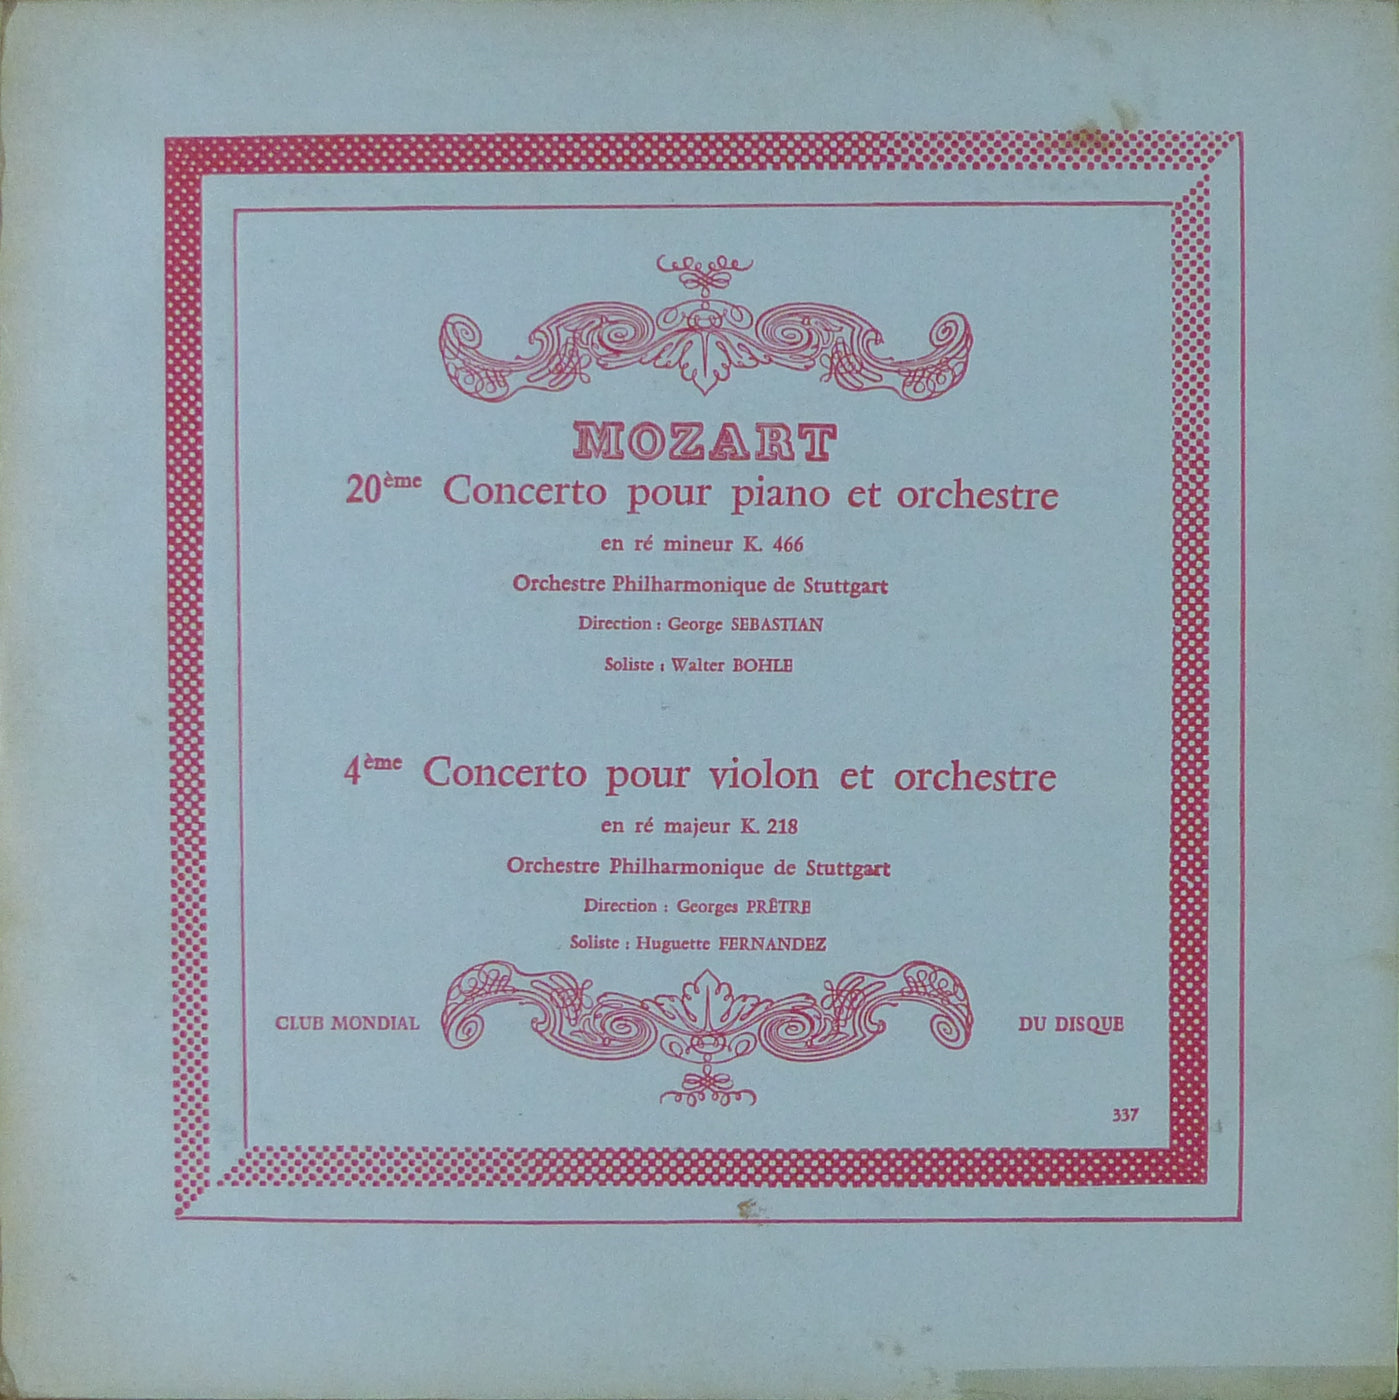 MOZART
20ème Concerto pour piano et orchestre
en ré mineur K. 466
Orchestre Philharmonique de Stuttgart
Direction : George SEBASTIAN
Soliste : Walter BOHLE
4ème Concerto pour violon et orchestre
en ré majeur K. 218
Orchestre Philharmonique de Stuttgart
Direction : Georges PRÊTRE
Soliste : Huguette FERNANDEZ
CLUB MONDIAL DU DISQUE
337